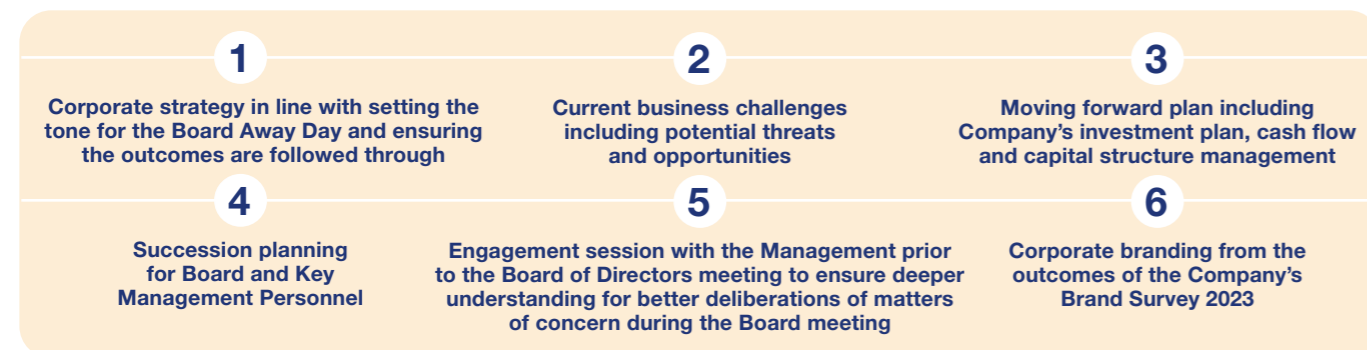 1
Corporate strategy in line with setting the
tone for the Board Away Day and ensuring
the outcomes are followed through
2
Current business challenges
including potential threats
and opportunities
3
Moving forward plan including
Company’s investment plan, cash flow
and capital structure management
4
Succession planning
for Board and Key
Management Personnel
5
Engagement session with the Management prior
to the Board of Directors meeting to ensure deeper
understanding for better deliberations of matters
of concern during the Board meeting
6
Corporate branding from the
outcomes of the Company’s
Brand Survey 2023